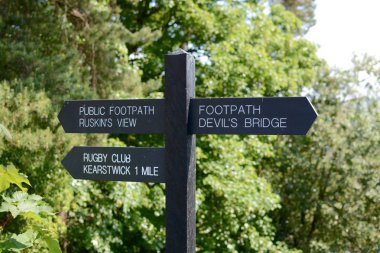 PUBLIC FOOTPATH
RUSKIN'S VIEW
FOOTPATH
DEVIL'S BRIDGE
RUGBY CLUB
KEARSTWICK 1 MILE